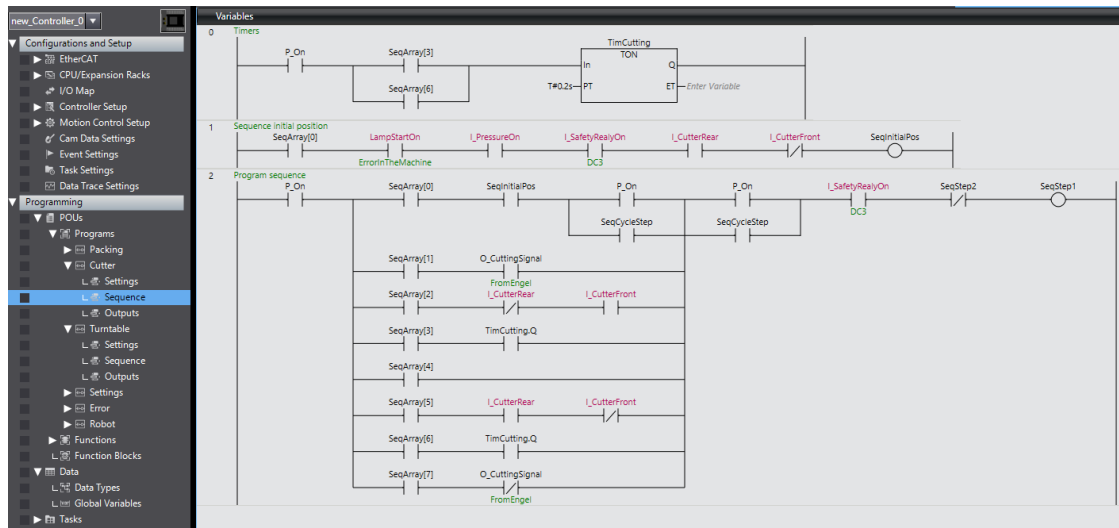 new_Controller_0
Configurations and Setup
EtherCAT
CPU/Expansion Racks
I/O Map
Controller Setup
Motion Control Setup
Cam Data Settings
Event Settings
Task Settings
Data Trace Settings
Programming
POUs
Programs
Packing
Cutter
Settings
Sequence
Outputs
Turntable
Settings
Sequence
Outputs
Settings
Error
Robot
Functions
Function Blocks
Data
Data Types
Global Variables
Tasks
Variables
0 Timers
P_On SeqArray[3] TimCutting
TON
In Q
SeqArray[6] T#0.2s PT ET Enter Variable
1 Sequence initial position
SeqArray[0] LampStartOn I_PressureOn I_SafetyRealyOn I_CutterRear I_CutterFront SeqInitialPos
ErrorInTheMachine DC3
2 Program sequence
P_On SeqArray[0] SeqInitialPos P_On P_On I_SafetyRealyOn SeqStep2 SeqStep1
DC3
SeqCycleStep SeqCycleStep
SeqArray[1] O_CuttingSignal
FromEngel
SeqArray[2] I_CutterRear I_CutterFront
SeqArray[3] TimCutting.Q
SeqArray[4]
SeqArray[5] I_CutterRear I_CutterFront
SeqArray[6] TimCutting.Q
SeqArray[7] O_CuttingSignal
FromEngel